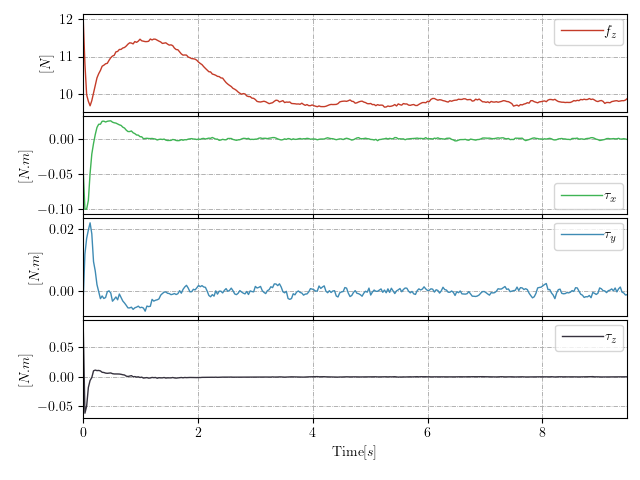 12
11
10
[N]
f_z
0.00
−0.05
−0.10
[N.m]
τ_x
0.02
0.00
[N.m]
τ_y
0.05
0.00
−0.05
[N.m]
τ_z
0 2 4 6 8
Time[s]